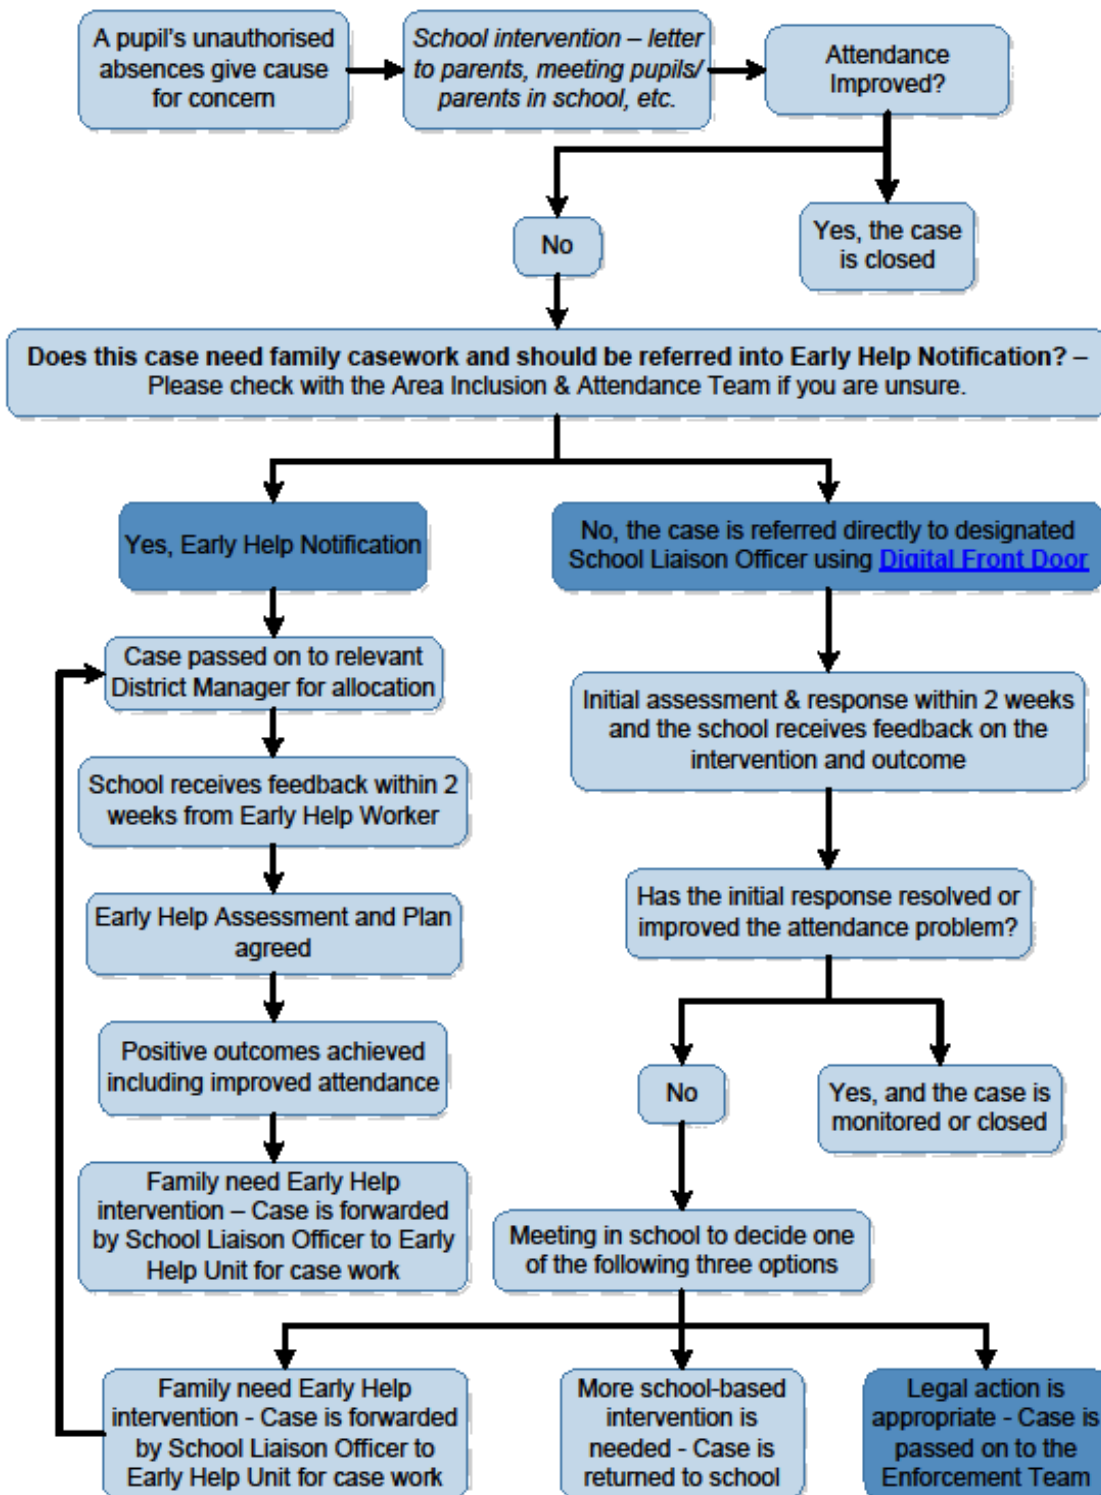 A pupil's unauthorised
absences give cause
for concern
School intervention – letter
to parents, meeting pupils/
parents in school, etc.
Attendance
Improved?
No
Yes, the case
is closed
Does this case need family casework and should be referred into Early Help Notification? –
Please check with the Area Inclusion & Attendance Team if you are unsure.
Yes, Early Help Notification
No, the case is referred directly to designated
School Liaison Officer using Digital Front Door
Case passed on to relevant
District Manager for allocation
School receives feedback within 2
weeks from Early Help Worker
Early Help Assessment and Plan
agreed
Positive outcomes achieved
including improved attendance
Family need Early Help
intervention – Case is forwarded
by School Liaison Officer to Early
Help Unit for case work
Initial assessment & response within 2 weeks
and the school receives feedback on the
intervention and outcome
Has the initial response resolved or
improved the attendance problem?
No
Yes, and the case is
monitored or closed
Meeting in school to decide one
of the following three options
Family need Early Help
intervention - Case is forwarded
by School Liaison Officer to
Early Help Unit for case work
More school-based
intervention is
needed - Case is
returned to school
Legal action is
appropriate - Case is
passed on to the
Enforcement Team